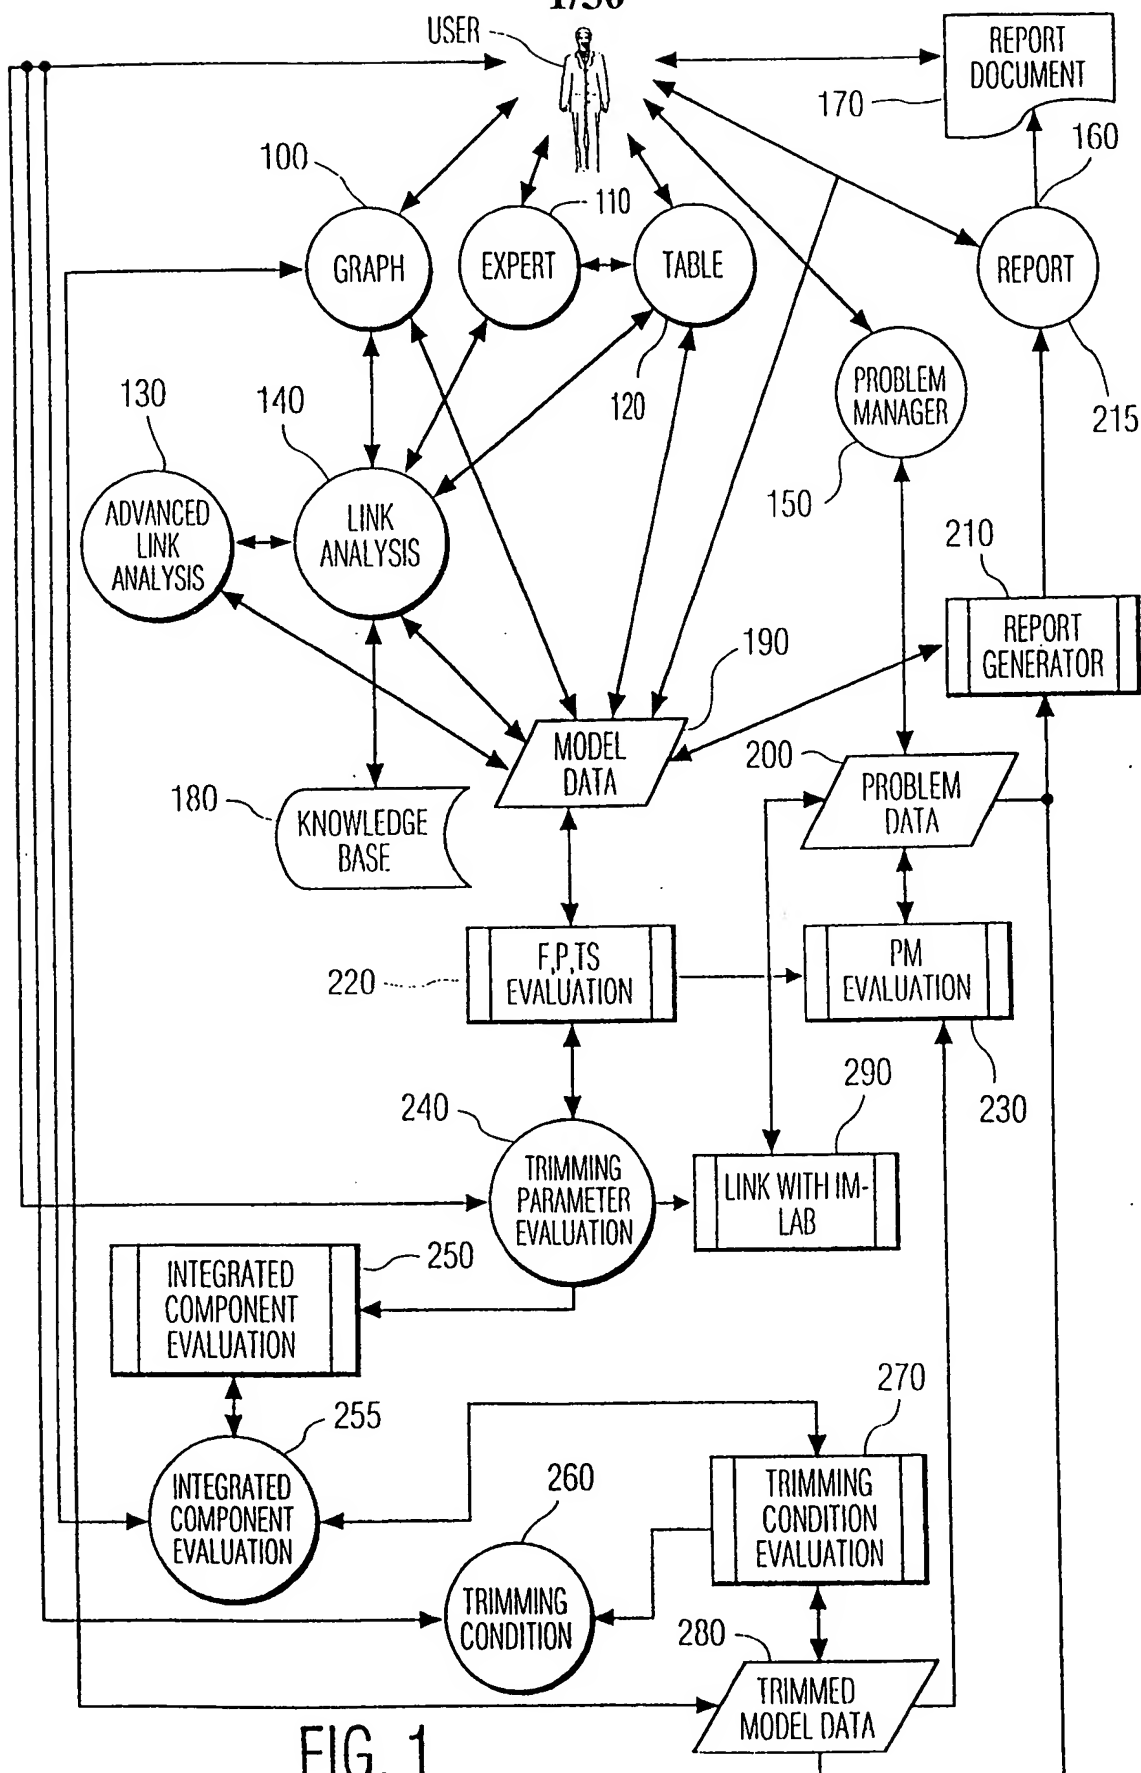 1/36
USER
REPORT
DOCUMENT
170
160
100
110
GRAPH
EXPERT
TABLE
REPORT
120
PROBLEM
MANAGER
215
130
140
150
ADVANCED
LINK
ANALYSIS
LINK
ANALYSIS
210
REPORT
GENERATOR
190
MODEL
DATA
200
PROBLEM
DATA
180
KNOWLEDGE
BASE
F,P,TS
EVALUATION
220
PM
EVALUATION
230
290
240
TRIMMING
PARAMETER
EVALUATION
LINK WITH IM-
LAB
250
INTEGRATED
COMPONENT
EVALUATION
255
270
INTEGRATED
COMPONENT
EVALUATION
260
TRIMMING
CONDITION
EVALUATION
TRIMMING
CONDITION
280
TRIMMED
MODEL DATA
FIG. 1